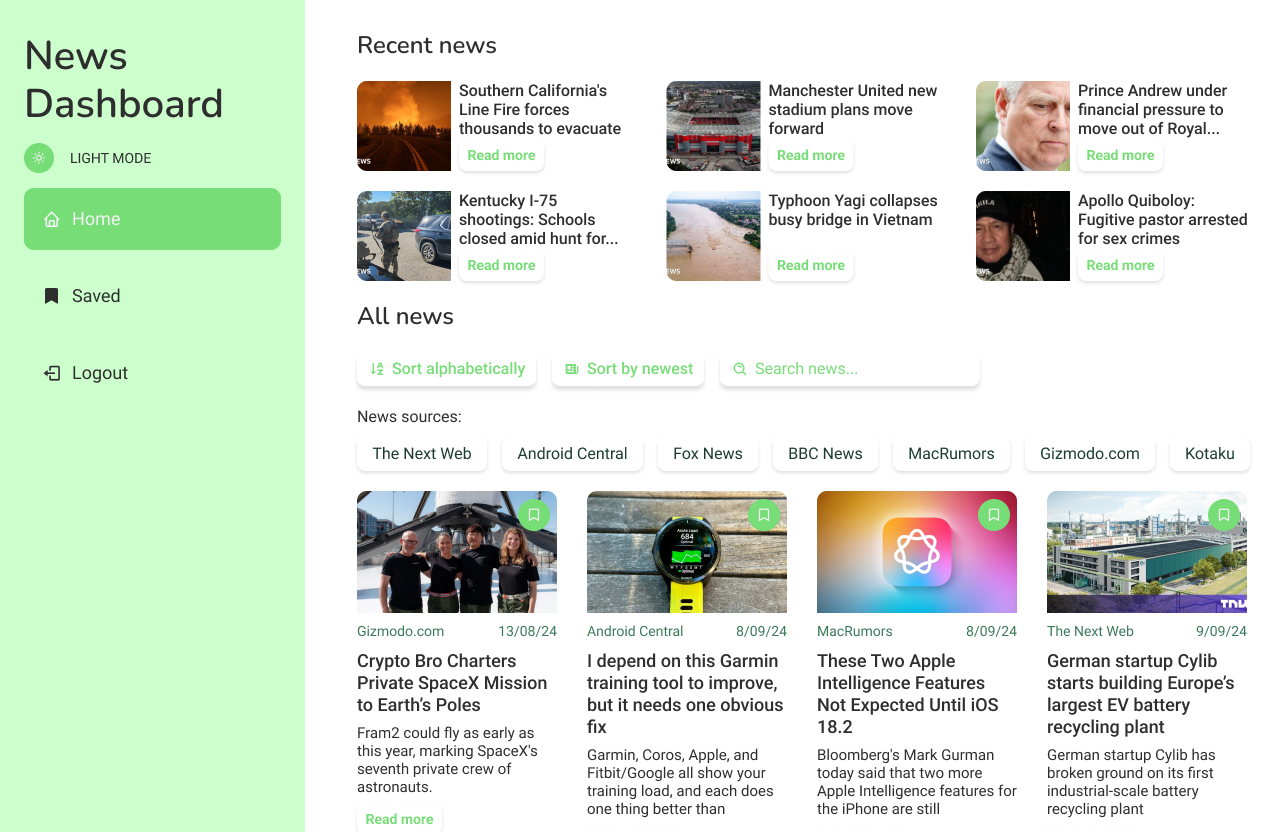 News
Dashboard
LIGHT MODE
Home
Saved
Logout
Recent news
Southern California's
Line Fire forces
thousands to evacuate
Read more
EWS
Manchester United new
stadium plans move
forward
Read more
EWS
Prince Andrew under
financial pressure to
move out of Royal...
Read more
EWS
Kentucky I-75
shootings: Schools
closed amid hunt for...
Read more
EWS
Typhoon Yagi collapses
busy bridge in Vietnam
Read more
EWS
Apollo Quiboloy:
Fugitive pastor arrested
for sex crimes
Read more
EWS
All news
Sort alphabetically
Sort by newest
Search news...
News sources:
The Next Web
Android Central
Fox News
BBC News
MacRumors
Gizmodo.com
Kotaku
Gizmodo.com 13/08/24
Crypto Bro Charters
Private SpaceX Mission
to Earth’s Poles
Fram2 could fly as early as
this year, marking SpaceX's
seventh private crew of
astronauts.
Read more
Acute Load
684
Optimal
Android Central 8/09/24
I depend on this Garmin
training tool to improve,
but it needs one obvious
fix
Garmin, Coros, Apple, and
Fitbit/Google all show your
training load, and each does
one thing better than
MacRumors 8/09/24
These Two Apple
Intelligence Features
Not Expected Until iOS
18.2
Bloomberg's Mark Gurman
today said that two more
Apple Intelligence features for
the iPhone are still
The Next Web 9/09/24
German startup Cylib
starts building Europe’s
largest EV battery
recycling plant
German startup Cylib has
broken ground on its first
industrial-scale battery
recycling plant